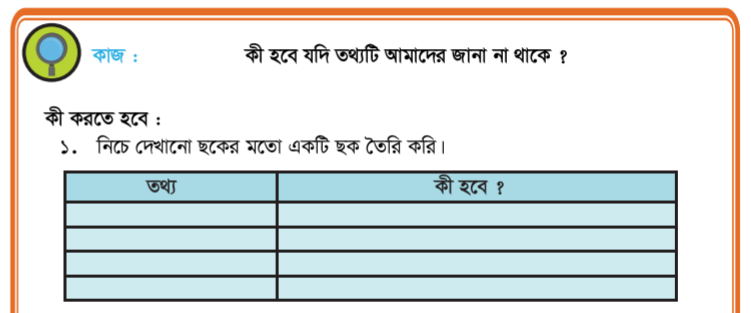 কাজ : কী হবে যদি তথ্যটি আমাদের জানা না থাকে ?
কী করতে হবে :
১. নিচে দেখানো ছকের মতো একটি ছক তৈরি করি।
তথ্য কী হবে ?